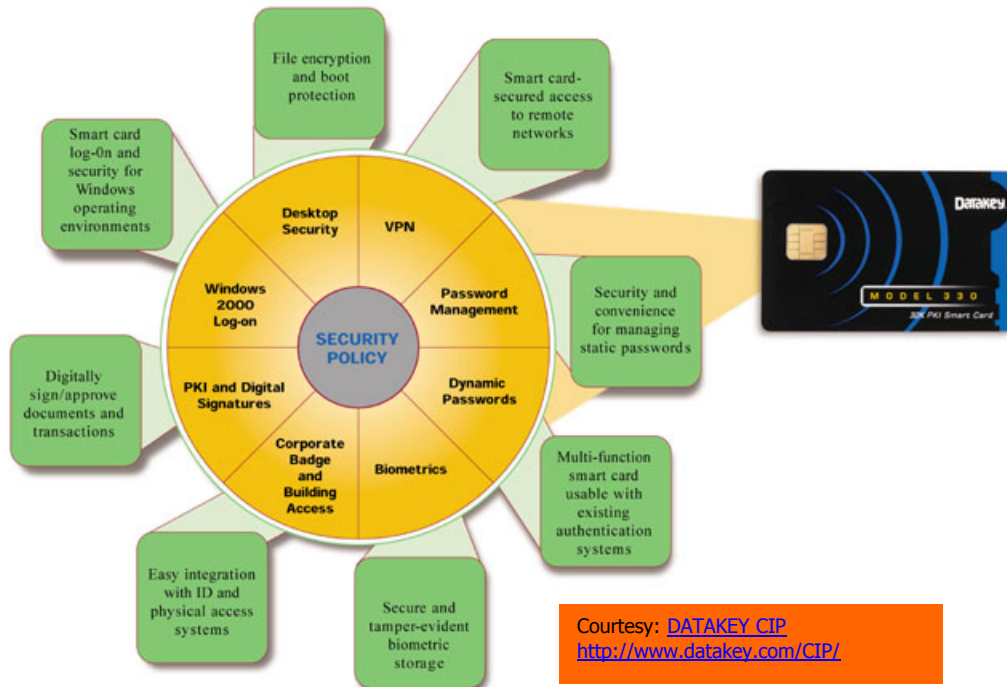 File encryption
and boot
protection
Smart card-
secured access
to remote
networks
Smart card
log-0n and
security for
Windows
operating
environments
Desktop
Security
VPN
DATAKEY
Windows
2000
Log-on
Password
Management
Security and
convenience
for managing
static passwords
MODEL 330
32K PKI Smart Card
SECURITY
POLICY
Digitally
sign/approve
documents and
transactions
PKI and Digital
Signatures
Dynamic
Passwords
Corporate
Badge
and
Building
Access
Biometrics
Multi-function
smart card
usable with
existing
authentication
systems
Easy integration
with ID and
physical access
systems
Secure and
tamper-evident
biometric
storage
Courtesy: DATAKEY CIP
http://www.datakey.com/CIP/